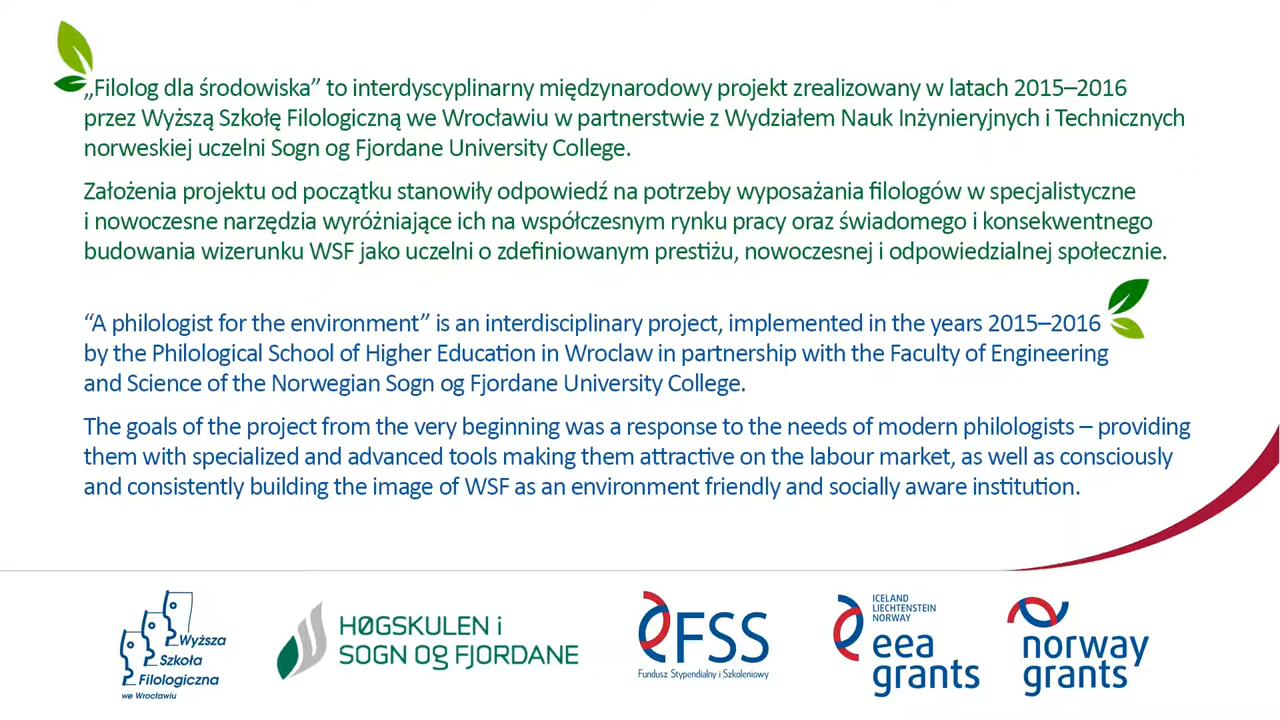 „Filolog dla środowiska” to interdyscyplinarny międzynarodowy projekt zrealizowany w latach 2015–2016
przez Wyższą Szkołę Filologiczną we Wrocławiu w partnerstwie z Wydziałem Nauk Inżynieryjnych i Technicznych
norweskiej uczelni Sogn og Fjordane University College.
Założenia projektu od początku stanowiły odpowiedź na potrzeby wyposażania filologów w specjalistyczne
i nowoczesne narzędzia wyróżniające ich na współczesnym rynku pracy oraz świadomego i konsekwentnego
budowania wizerunku WSF jako uczelni o zdefiniowanym prestiżu, nowoczesnej i odpowiedzialnej społecznie.
“A philologist for the environment” is an interdisciplinary project, implemented in the years 2015–2016
by the Philological School of Higher Education in Wroclaw in partnership with the Faculty of Engineering
and Science of the Norwegian Sogn og Fjordane University College.
The goals of the project from the very beginning was a response to the needs of modern philologists – providing
them with specialized and advanced tools making them attractive on the labour market, as well as consciously
and consistently building the image of WSF as an environment friendly and socially aware institution.
Wyższa
Szkoła
Filologiczna
we Wrocławiu
HØGSKULEN i
SOGN OG FJORDANE
FSS
Fundusz Stypendialny i Szkoleniowy
ICELAND
LIECHTENSTEIN
NORWAY
eea
grants
norway
grants